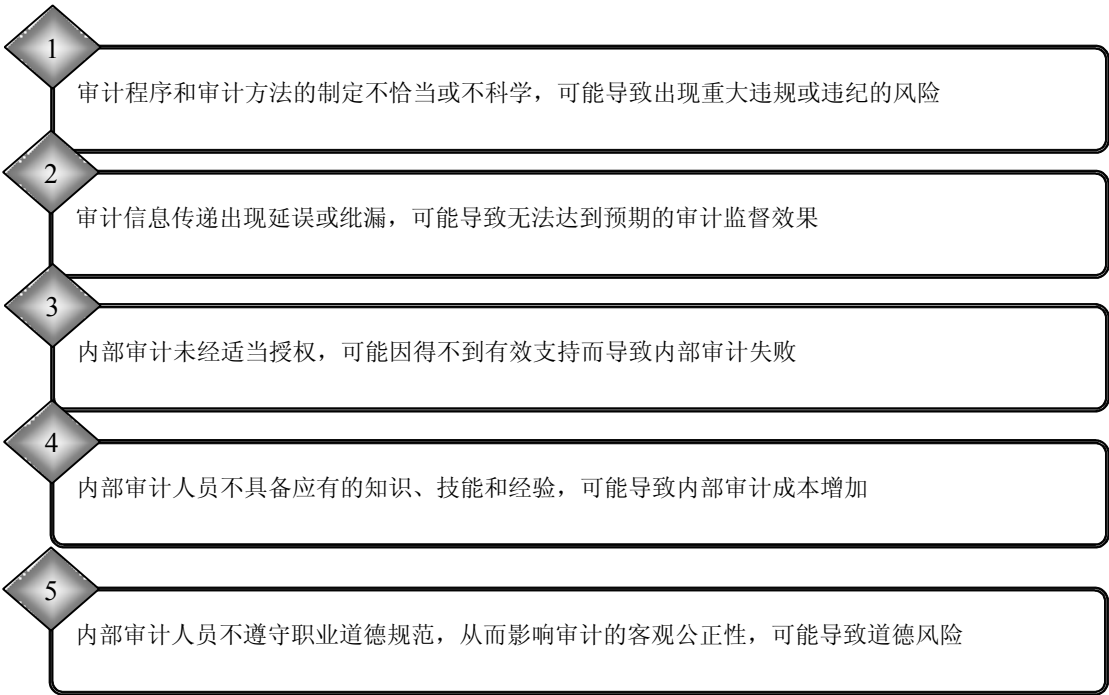 1
审计程序和审计方法的制定不恰当或不科学，可能导致出现重大违规或违纪的风险
2
审计信息传递出现延误或纰漏，可能导致无法达到预期的审计监督效果
3
内部审计未经适当授权，可能因得不到有效支持而导致内部审计失败
4
内部审计人员不具备应有的知识、技能和经验，可能导致内部审计成本增加
5
内部审计人员不遵守职业道德规范，从而影响审计的客观公正性，可能导致道德风险